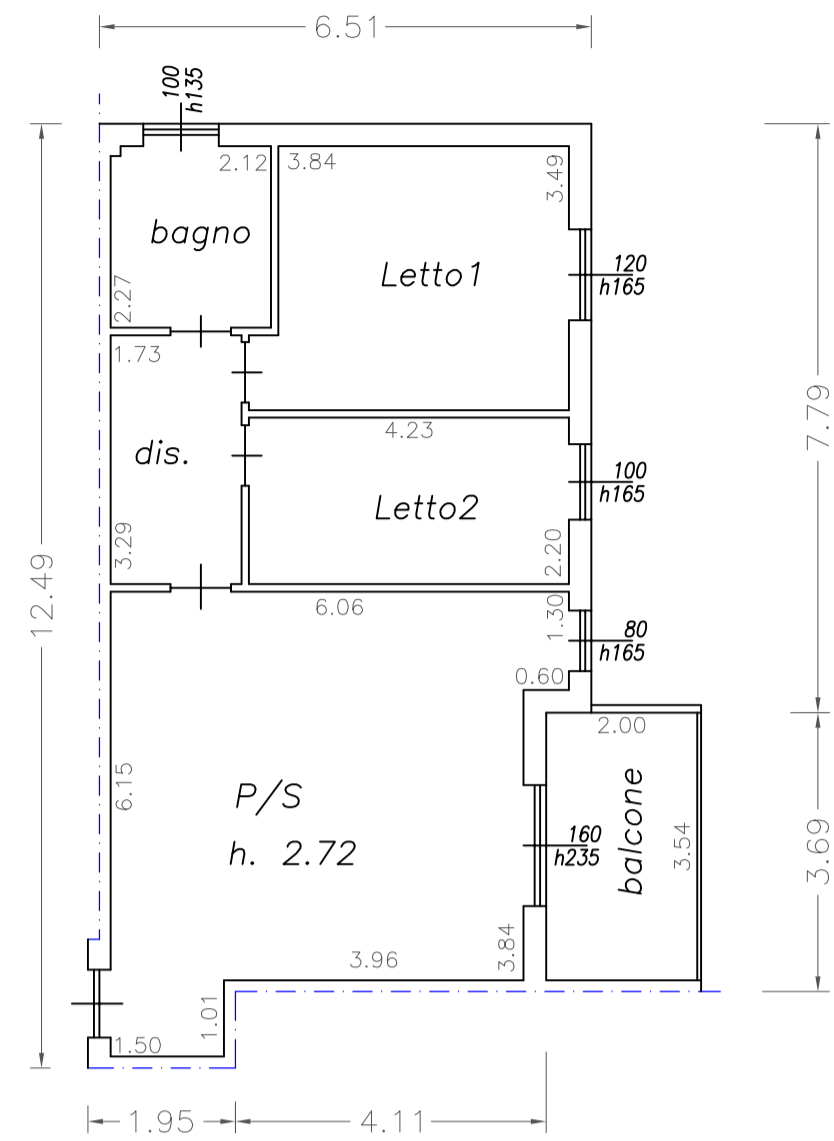 6.51
100
h135
2.12
3.84
3.49
bagno
Letto1
120
h165
2.27
1.73
7.79
4.23
dis.
100
h165
Letto2
3.29
2.20
12.49
6.06
1.30
80
h165
0.60
2.00
6.15
P/S
h. 2.72
160
h235
balcone
3.54
3.69
3.96
3.84
1.01
1.50
1.95
4.11